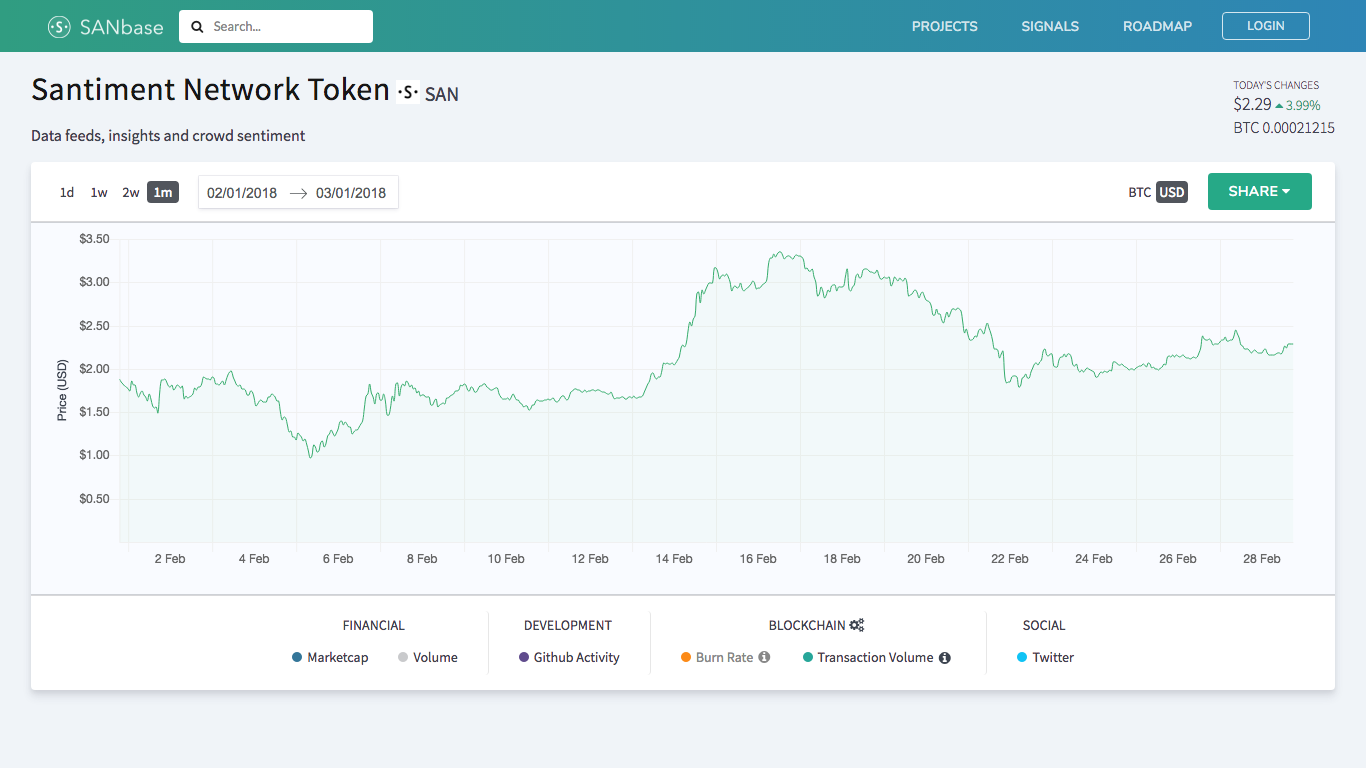 ·S· SANbase Search... PROJECTS SIGNALS ROADMAP LOGIN
Santiment Network Token ·S· SAN
Data feeds, insights and crowd sentiment
TODAY'S CHANGES
$2.29 3.99%
BTC 0.00021215
1d 1w 2w 1m 02/01/2018 → 03/01/2018 BTC USD SHARE
Price (USD)
$3.50
$3.00
$2.50
$2.00
$1.50
$1.00
$0.50
2 Feb 4 Feb 6 Feb 8 Feb 10 Feb 12 Feb 14 Feb 16 Feb 18 Feb 20 Feb 22 Feb 24 Feb 26 Feb 28 Feb
FINANCIAL DEVELOPMENT BLOCKCHAIN SOCIAL
Marketcap Volume Github Activity Burn Rate Transaction Volume Twitter